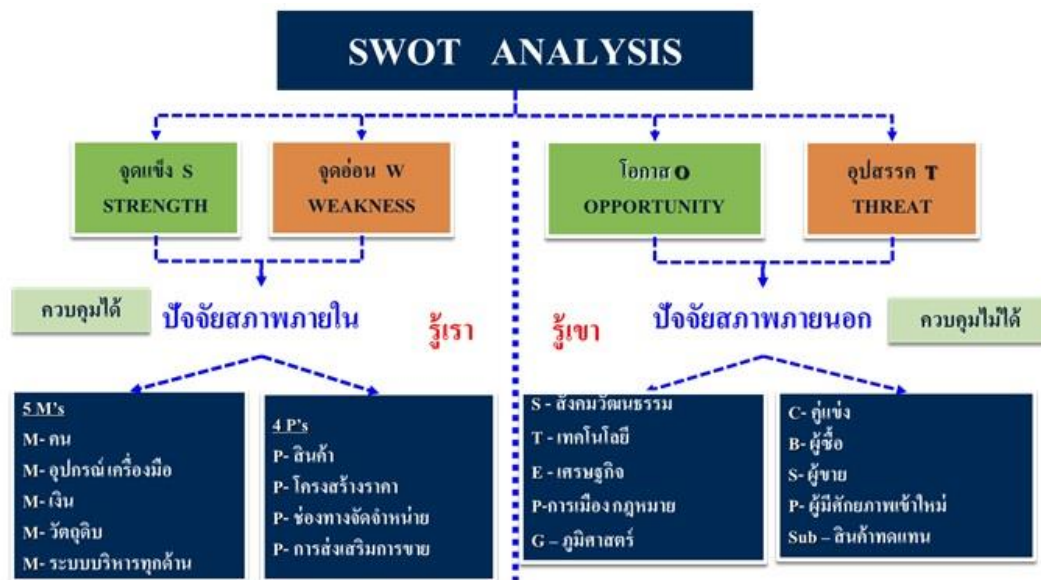 SWOT ANALYSIS
จุดแข็ง S
STRENGTH
จุดอ่อน W
WEAKNESS
โอกาส O
OPPORTUNITY
อุปสรรค T
THREAT
ควบคุมได้
ปัจจัยสภาพภายใน
รู้เรา
รู้เขา
ปัจจัยสภาพภายนอก
ควบคุมไม่ได้
5 M's
M- คน
M- อุปกรณ์ เครื่องมือ
M- เงิน
M- วัตถุดิบ
M- ระบบบริหารทุกด้าน
4 P's
P- สินค้า
P- โครงสร้างราคา
P- ช่องทางจัดจำหน่าย
P- การส่งเสริมการขาย
S - สังคมวัฒนธรรม
T - เทคโนโลยี
E - เศรษฐกิจ
P-การเมือง กฎหมาย
G – ภูมิศาสตร์
C- คู่แข่ง
B- ผู้ซื้อ
S- ผู้ขาย
P- ผู้มีศักยภาพเข้าใหม่
Sub – สินค้าทดแทน